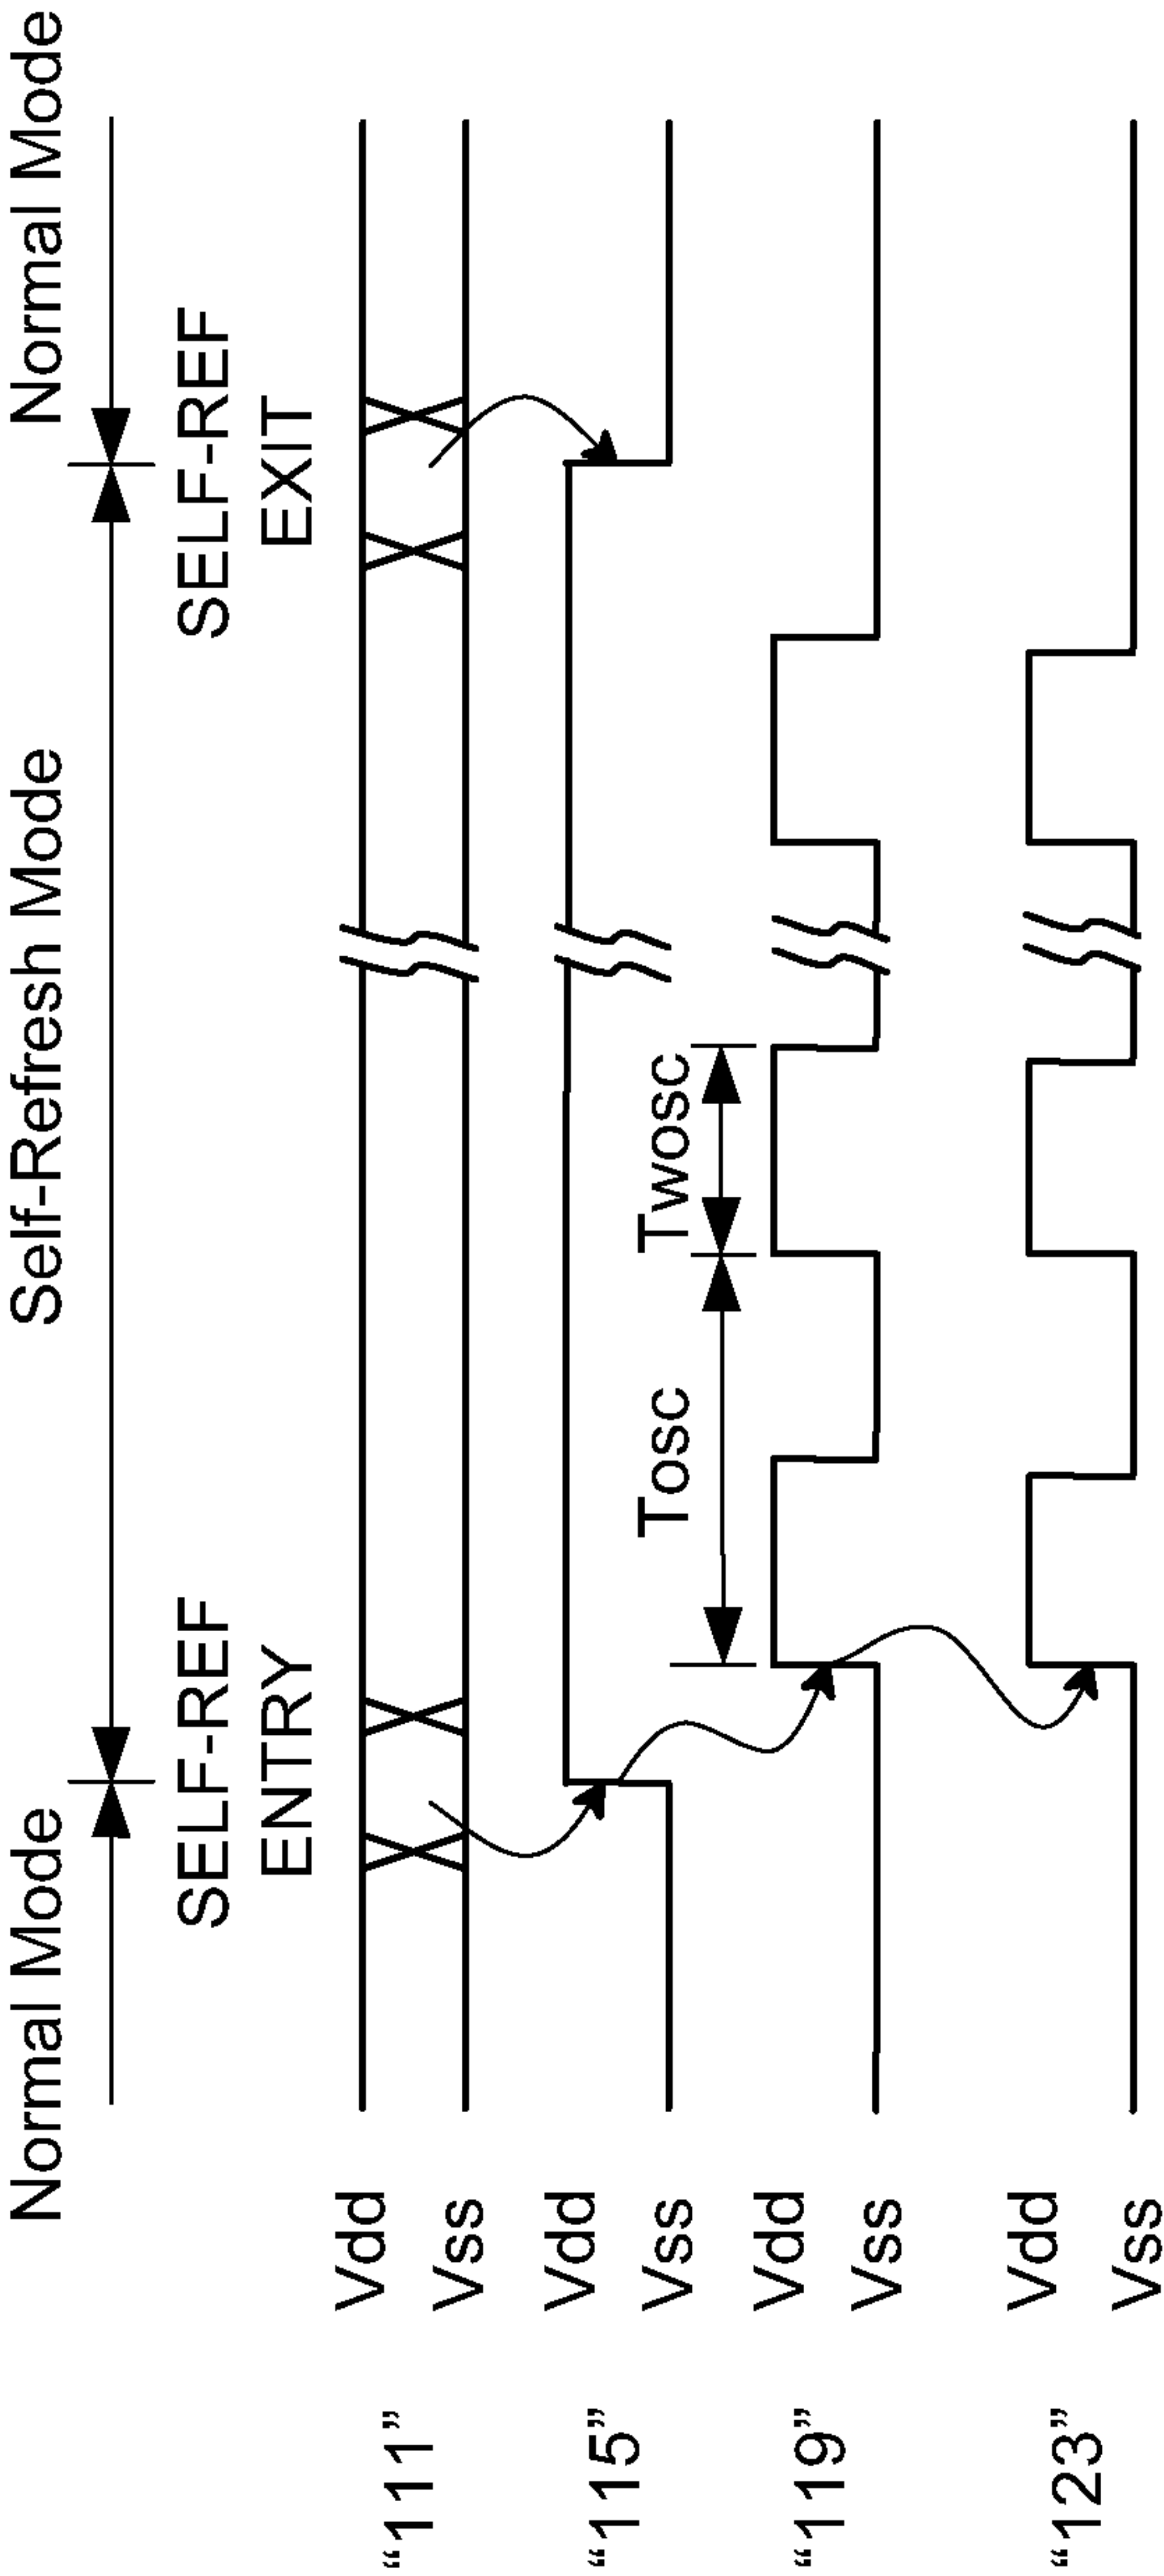 Normal Mode Self-Refresh Mode Normal Mode
SELF-REF SELF-REF
ENTRY EXIT
“111” Vdd
Vss
“115” Vdd
Vss
Tosc Twosc
“119” Vdd
Vss
“123” Vdd
Vss